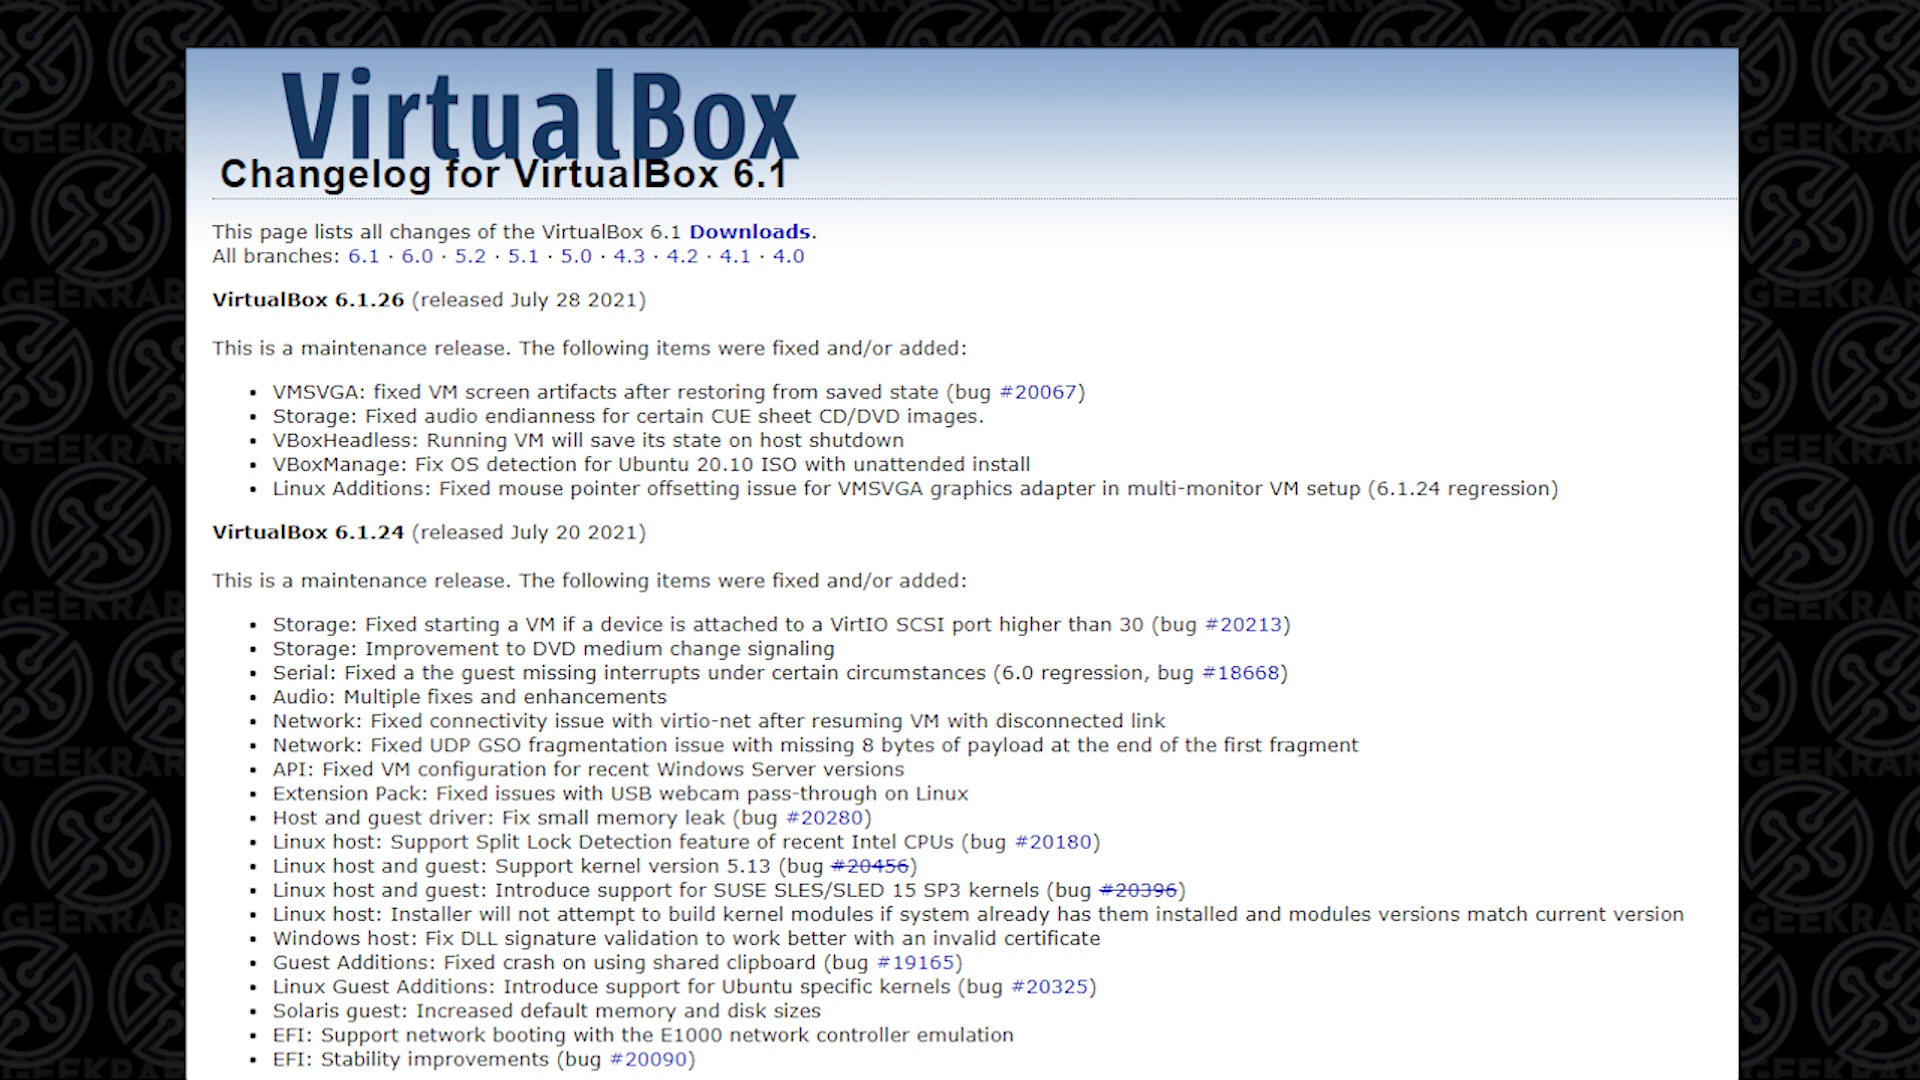 VirtualBox
Changelog for VirtualBox 6.1
This page lists all changes of the VirtualBox 6.1 Downloads.
All branches: 6.1 · 6.0 · 5.2 · 5.1 · 5.0 · 4.3 · 4.2 · 4.1 · 4.0
VirtualBox 6.1.26 (released July 28 2021)
This is a maintenance release. The following items were fixed and/or added:
• VMSVGA: fixed VM screen artifacts after restoring from saved state (bug #20067)
• Storage: Fixed audio endianness for certain CUE sheet CD/DVD images.
• VBoxHeadless: Running VM will save its state on host shutdown
• VBoxManage: Fix OS detection for Ubuntu 20.10 ISO with unattended install
• Linux Additions: Fixed mouse pointer offsetting issue for VMSVGA graphics adapter in multi-monitor VM setup (6.1.24 regression)
VirtualBox 6.1.24 (released July 20 2021)
This is a maintenance release. The following items were fixed and/or added:
• Storage: Fixed starting a VM if a device is attached to a VirtIO SCSI port higher than 30 (bug #20213)
• Storage: Improvement to DVD medium change signaling
• Serial: Fixed a the guest missing interrupts under certain circumstances (6.0 regression, bug #18668)
• Audio: Multiple fixes and enhancements
• Network: Fixed connectivity issue with virtio-net after resuming VM with disconnected link
• Network: Fixed UDP GSO fragmentation issue with missing 8 bytes of payload at the end of the first fragment
• API: Fixed VM configuration for recent Windows Server versions
• Extension Pack: Fixed issues with USB webcam pass-through on Linux
• Host and guest driver: Fix small memory leak (bug #20280)
• Linux host: Support Split Lock Detection feature of recent Intel CPUs (bug #20180)
• Linux host and guest: Support kernel version 5.13 (bug #20456)
• Linux host and guest: Introduce support for SUSE SLES/SLED 15 SP3 kernels (bug #20396)
• Linux host: Installer will not attempt to build kernel modules if system already has them installed and modules versions match current version
• Windows host: Fix DLL signature validation to work better with an invalid certificate
• Guest Additions: Fixed crash on using shared clipboard (bug #19165)
• Linux Guest Additions: Introduce support for Ubuntu specific kernels (bug #20325)
• Solaris guest: Increased default memory and disk sizes
• EFI: Support network booting with the E1000 network controller emulation
• EFI: Stability improvements (bug #20090)